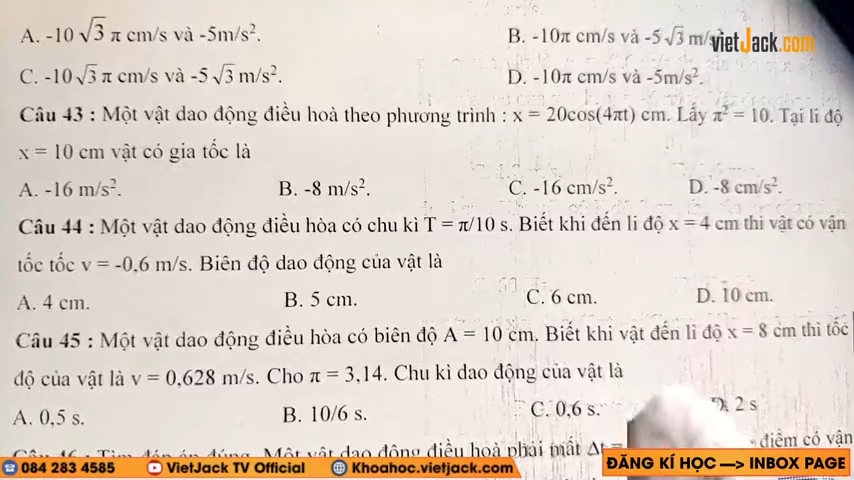 A. -10√3 π cm/s và -5m/s².
B. -10π cm/s và -5√3 m/s².
vietJack.com
C. -10√3 π cm/s và -5√3 m/s².
D. -10π cm/s và -5m/s².
Câu 43 : Một vật dao động điều hoà theo phương trình : x = 20cos(4πt) cm. Lấy π² = 10. Tại li độ
x = 10 cm vật có gia tốc là
A. -16 m/s².
B. -8 m/s².
C. -16 cm/s².
D. -8 cm/s².
Câu 44 : Một vật dao động điều hòa có chu kì T = π/10 s. Biết khi đến li độ x = 4 cm thì vật có vận
tốc tốc v = -0,6 m/s. Biên độ dao động của vật là
A. 4 cm.
B. 5 cm.
C. 6 cm.
D. 10 cm.
Câu 45 : Một vật dao động điều hòa có biên độ A = 10 cm. Biết khi vật đến li độ x = 8 cm thì tốc
độ của vật là v = 0,628 m/s. Cho π = 3,14. Chu kì dao động của vật là
A. 0,5 s.
B. 10/6 s.
C. 0,6 s.
D. 2 s
Câu 46 : Tìm đáp án đúng. Một vật dao động điều hoà phải mất Δt = điểm có vận
084 283 4585
VietJack TV Official
Khoahoc.vietjack.com
ĐĂNG KÍ HỌC —> INBOX PAGE